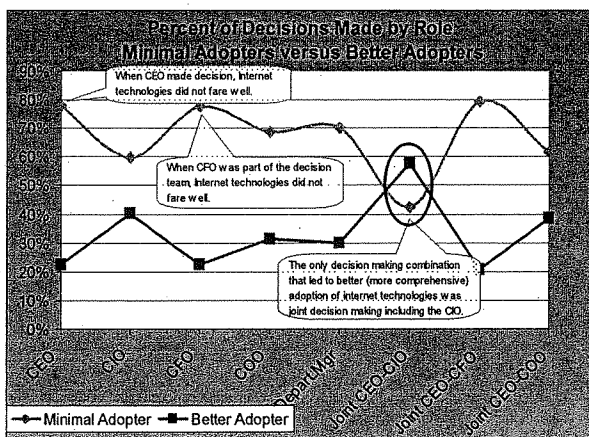 Percent of Decisions Made by Role:
Minimal Adopters versus Better Adopters
90%
80%
70%
60%
50%
40%
30%
20%
10%
0%
When CEO made decision, Internet
technologies did not fare well.
When CFO was part of the decision
team, Internet technologies did not
fare well.
The only decision making combination
that led to better (more comprehensive)
adoption of internet technologies was
joint decision making including the CIO.
CEO
CIO
CFO
COO
Depart.Mgr
Joint CEO-CIO
Joint CEO-CFO
Joint CEO-COO
Minimal Adopter
Better Adopter